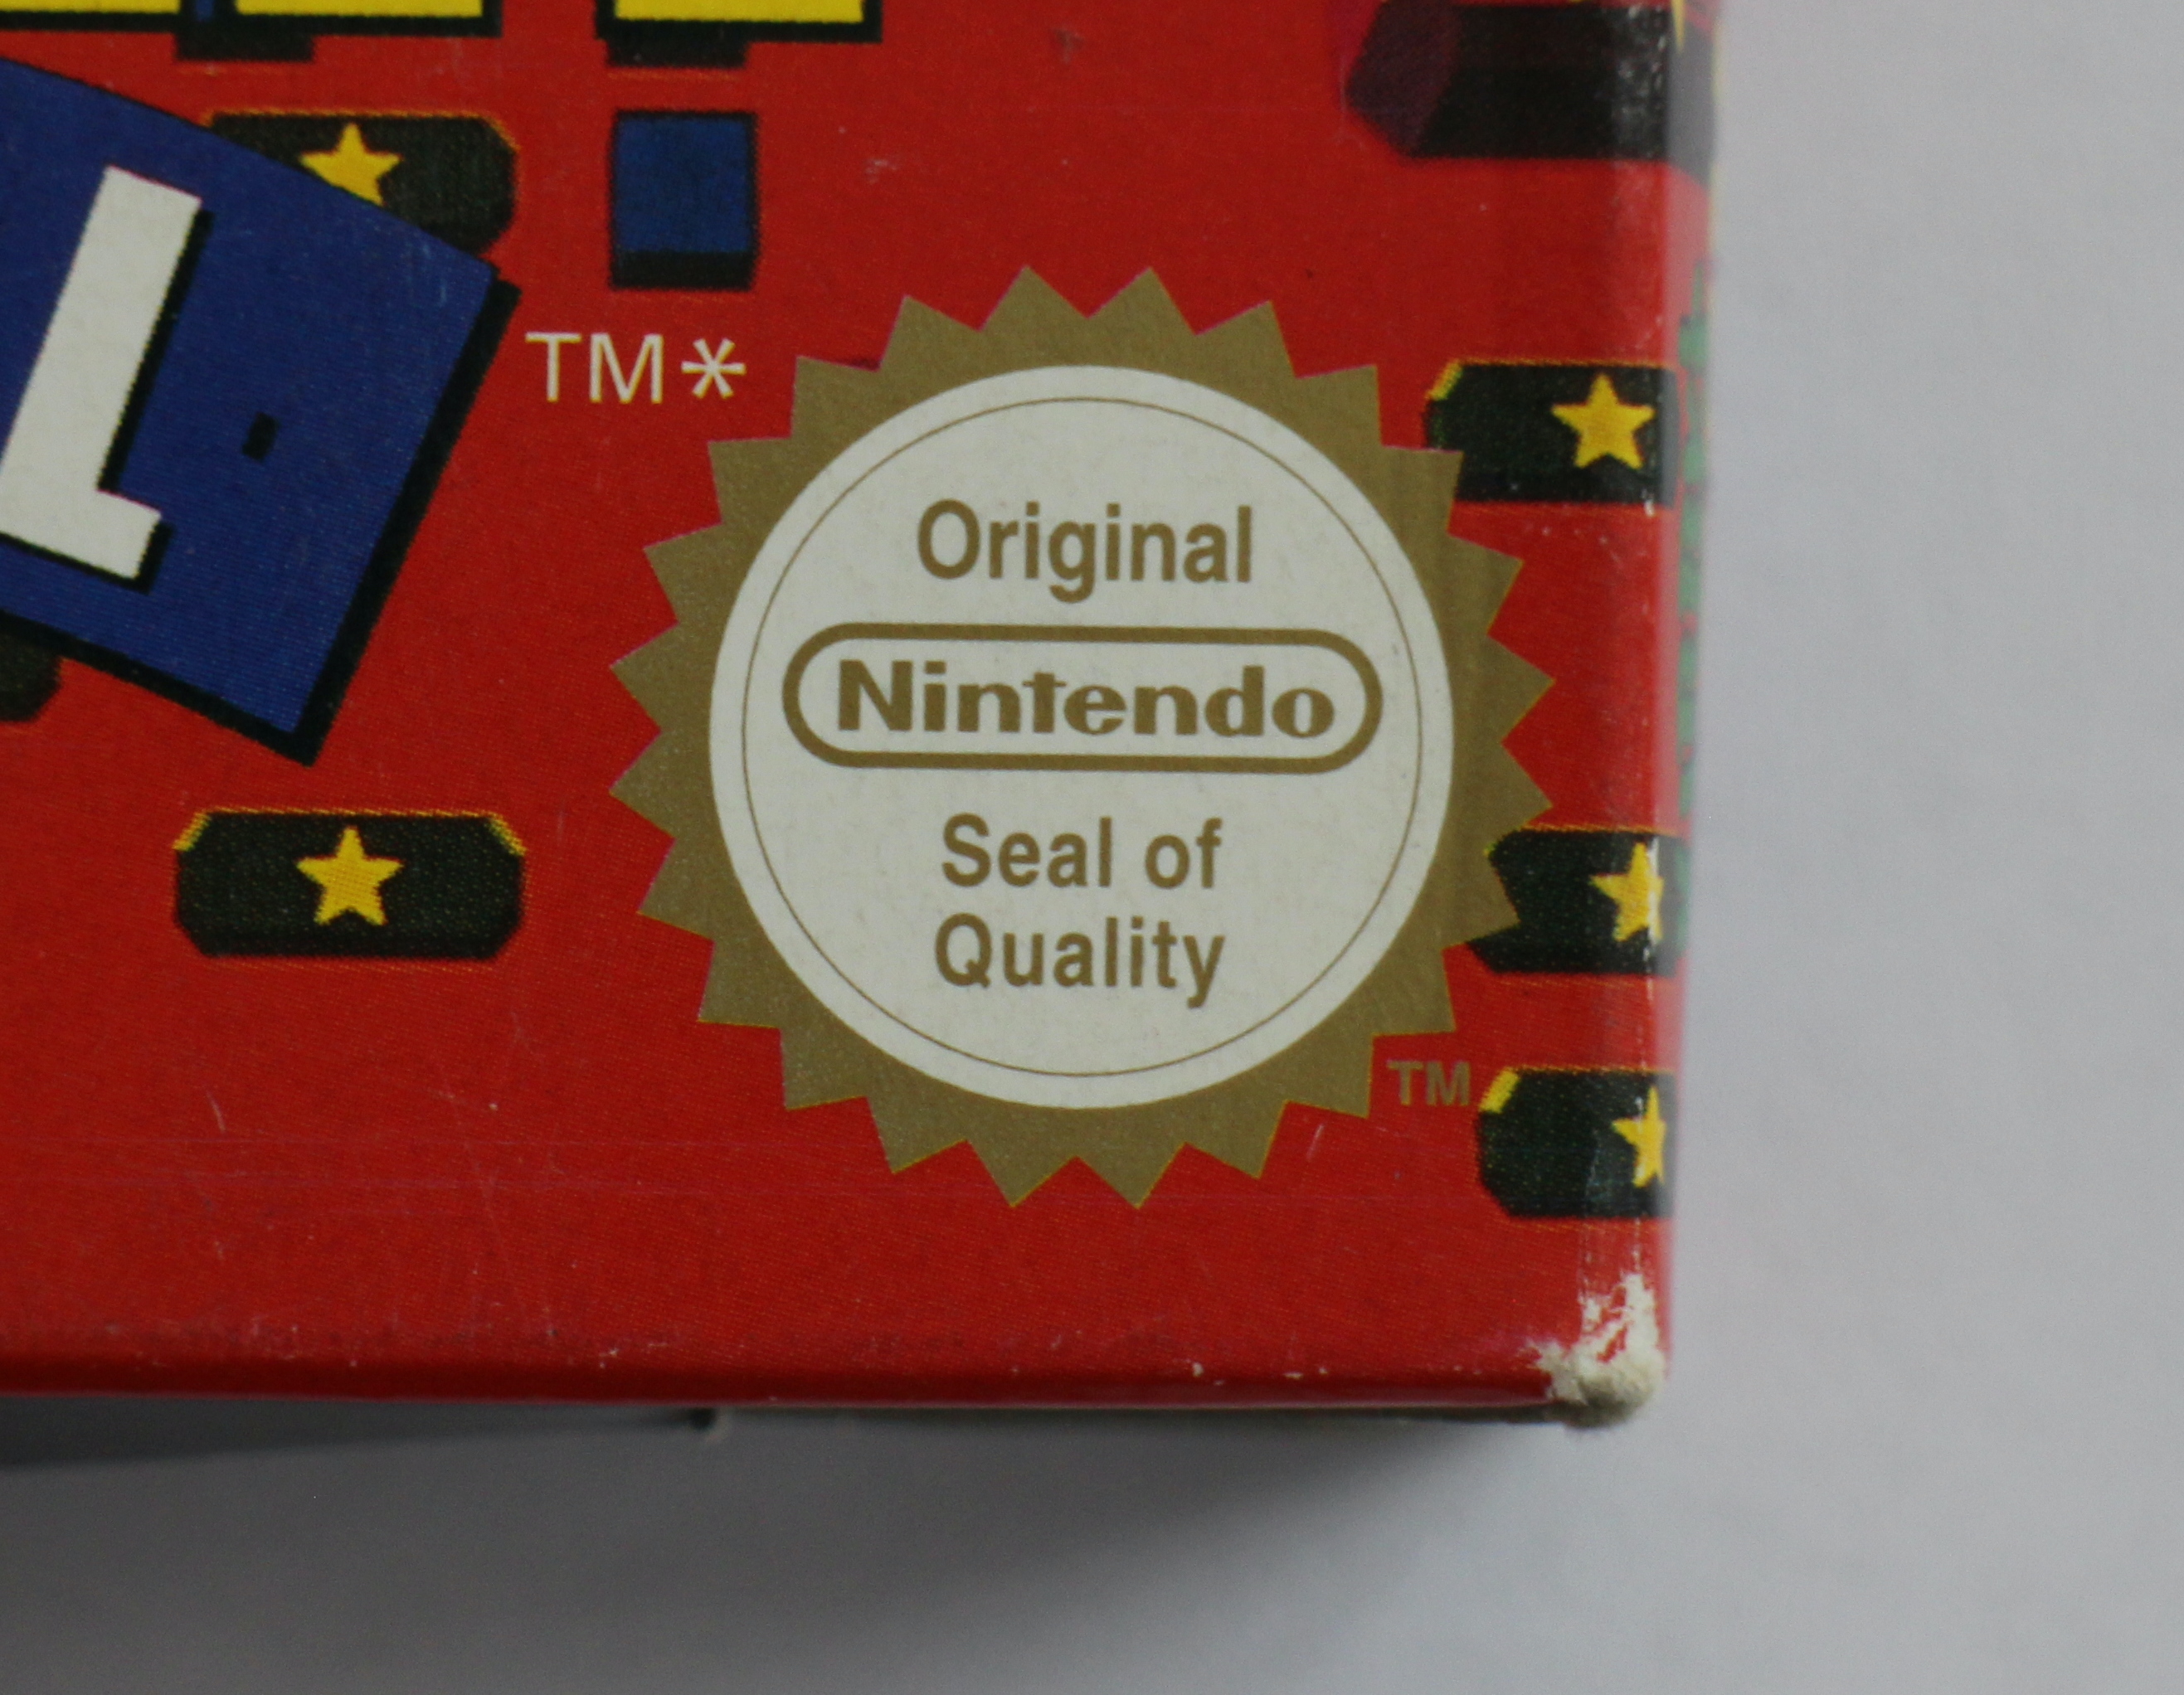 L
TM*
Original
Nintendo
Seal of
Quality
TM